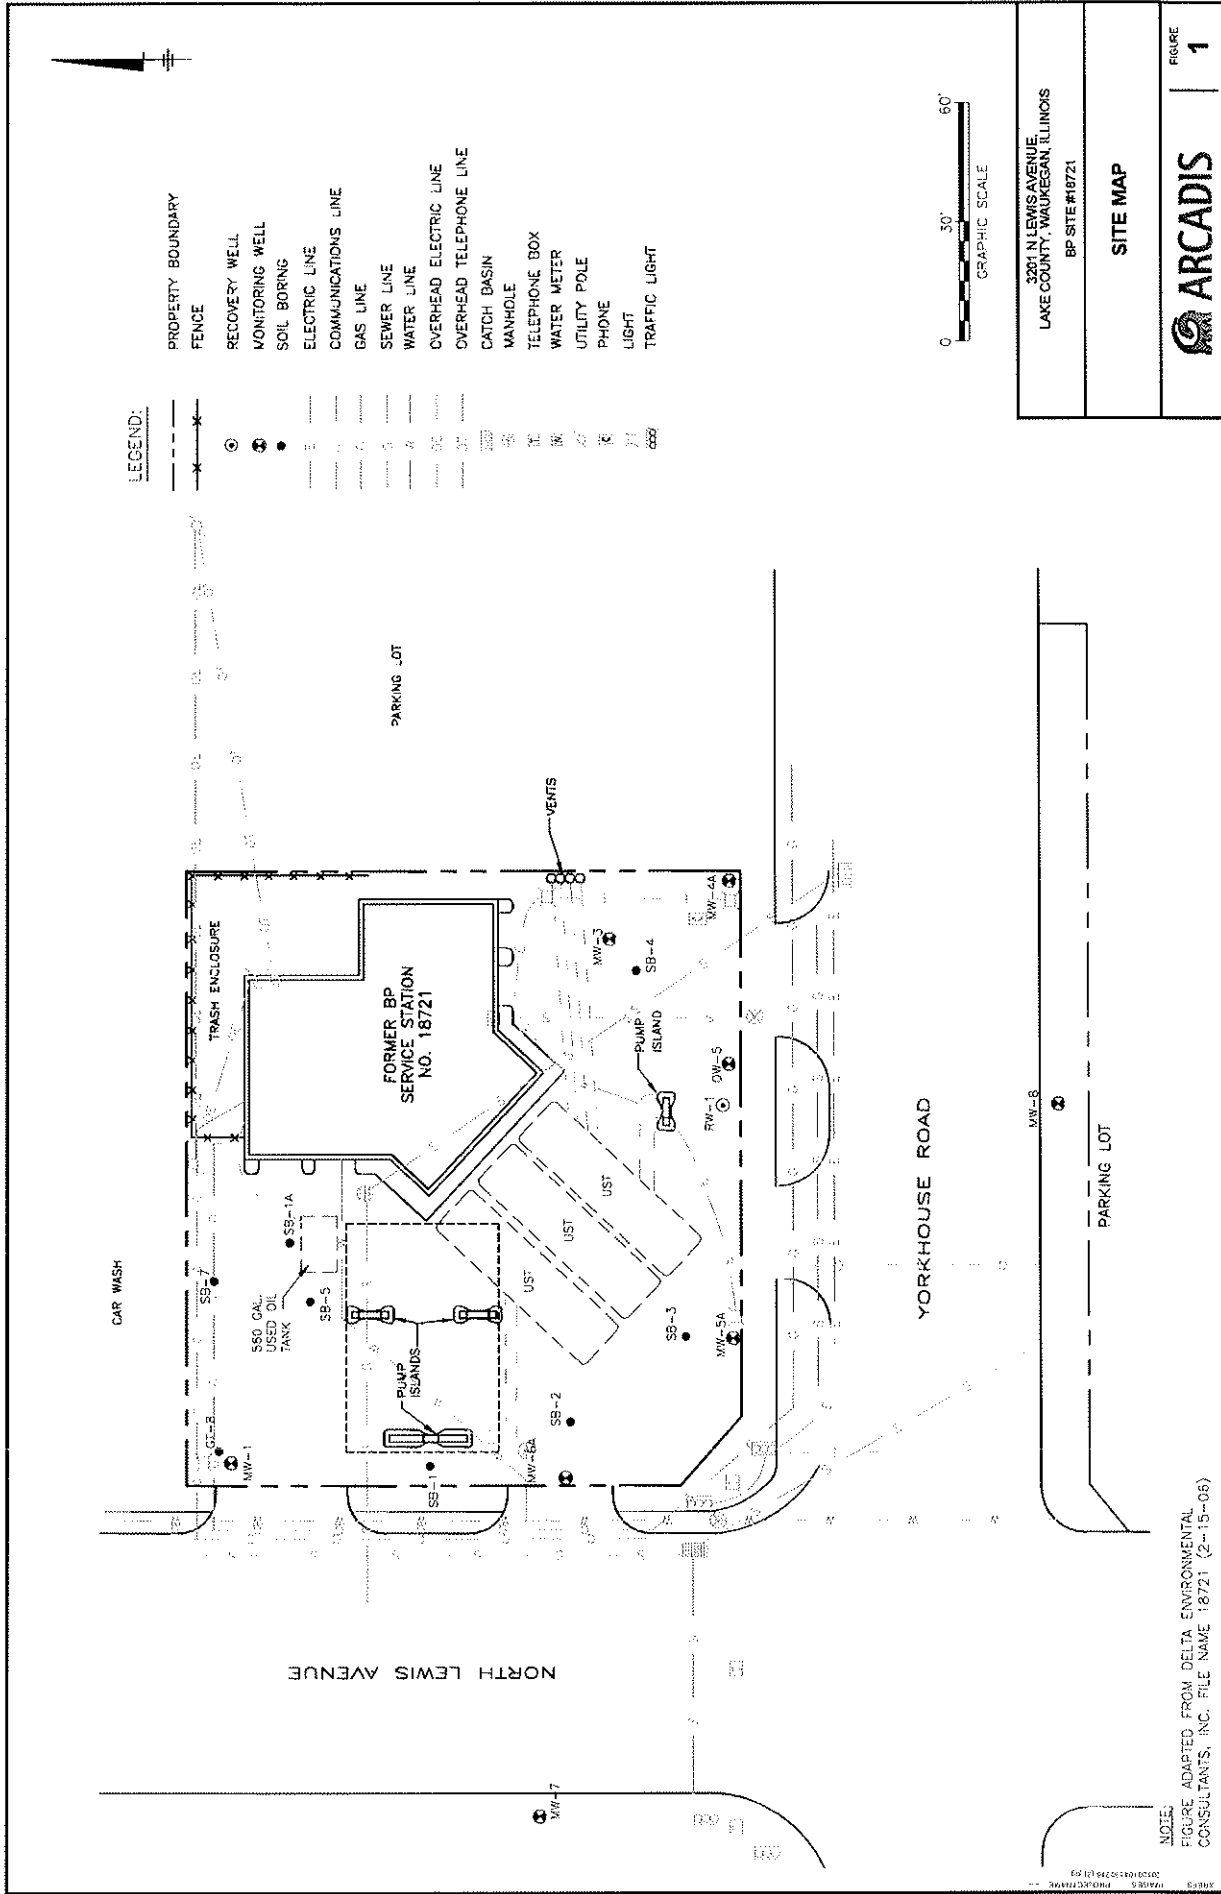 LEGEND:
PROPERTY BOUNDARY
FENCE
RECOVERY WELL
MONITORING WELL
SOIL BORING
ELECTRIC LINE
COMMUNICATIONS LINE
GAS LINE
SEWER LINE
WATER LINE
OVERHEAD ELECTRIC LINE
OVERHEAD TELEPHONE LINE
CATCH BASIN
MANHOLE
TELEPHONE BOX
WATER METER
UTILITY POLE
PHONE
LIGHT
TRAFFIC LIGHT
CAR WASH
TRASH ENCLOSURE
PARKING LOT
FORMER BP
SERVICE STATION
NO. 18721
VENTS
SB-7
SB-1A
560 GAL.
USED OIL
TANK
SB-5
MW-1
PUMP
ISLANDS
SB-1
MW-6A
SB-2
UST
UST
UST
SB-3
MW-5A
PUMP
ISLAND
RW-1
OW-5
MW-3
SB-4
MW-4A
NORTH LEWIS AVENUE
MW-7
YORKHOUSE ROAD
MW-8
PARKING LOT
0 30' 60'
GRAPHIC SCALE
NOTE:
FIGURE ADAPTED FROM DELTA ENVIRONMENTAL
CONSULTANTS, INC. FILE NAME 18721 (2-15-06)
3201 N LEWIS AVENUE,
LAKE COUNTY, WAUKEGAN, ILLINOIS
BP SITE #18721
SITE MAP
ARCADIS
FIGURE
1